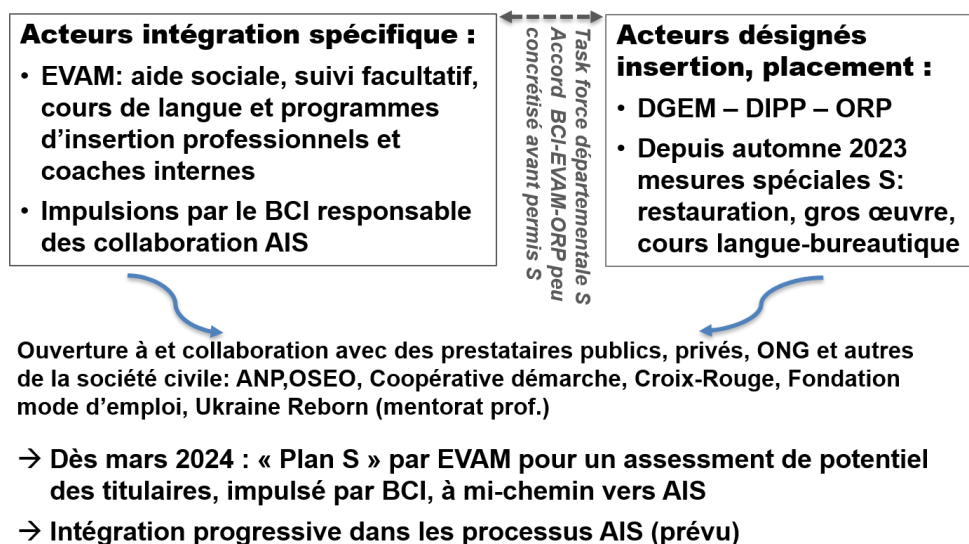 Acteurs intégration spécifique :
• EVAM: aide sociale, suivi facultatif,
cours de langue et programmes
d'insertion professionnels et
coaches internes
• Impulsions par le BCI responsable
des collaboration AIS
Task force départementale S
Accord BCI-EVAM-ORP peu
concrétisé avant permis S
Acteurs désignés
insertion, placement :
• DGEM – DIPP – ORP
• Depuis automne 2023
mesures spéciales S:
restauration, gros œuvre,
cours langue-bureautique
Ouverture à et collaboration avec des prestataires publics, privés, ONG et autres
de la société civile: ANP,OSEO, Coopérative démarche, Croix-Rouge, Fondation
mode d'emploi, Ukraine Reborn (mentorat prof.)
→ Dès mars 2024 : « Plan S » par EVAM pour un assessment de potentiel
des titulaires, impulsé par BCI, à mi-chemin vers AIS
→ Intégration progressive dans les processus AIS (prévu)